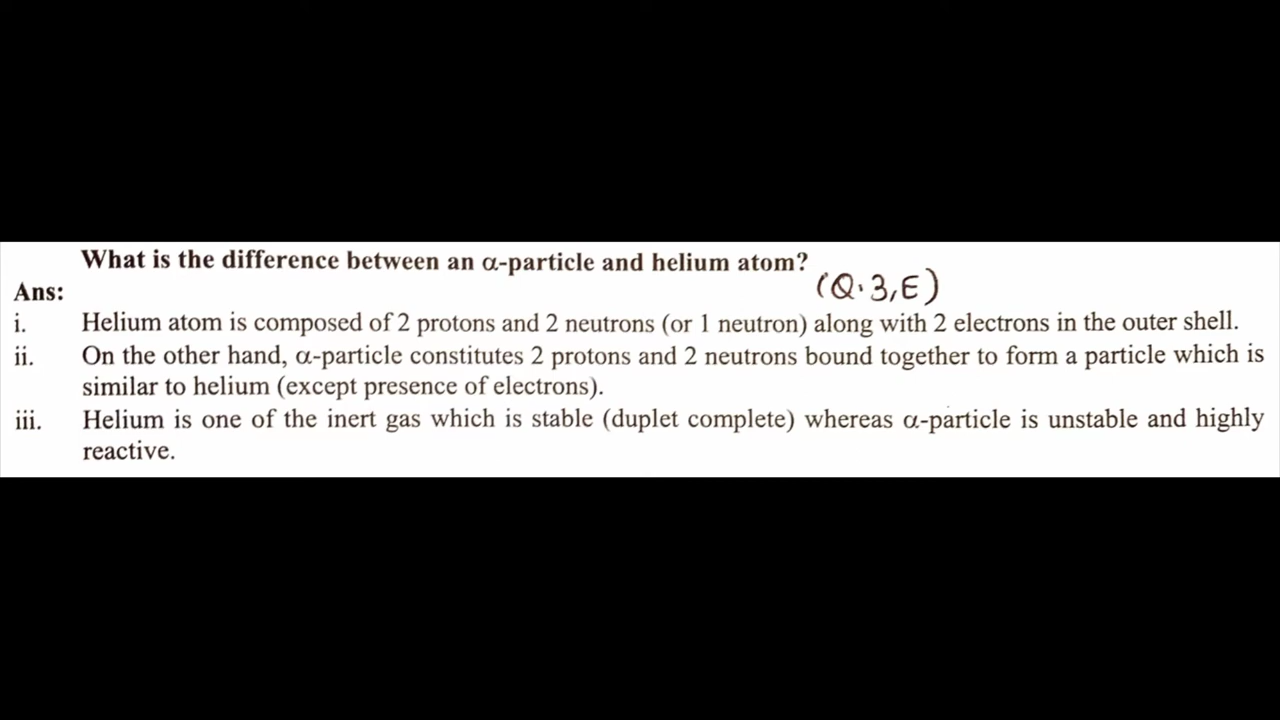 What is the difference between an α-particle and helium atom?
(Q.3,E)
Ans:
i. Helium atom is composed of 2 protons and 2 neutrons (or 1 neutron) along with 2 electrons in the outer shell.
ii. On the other hand, α-particle constitutes 2 protons and 2 neutrons bound together to form a particle which is
similar to helium (except presence of electrons).
iii. Helium is one of the inert gas which is stable (duplet complete) whereas α-particle is unstable and highly
reactive.